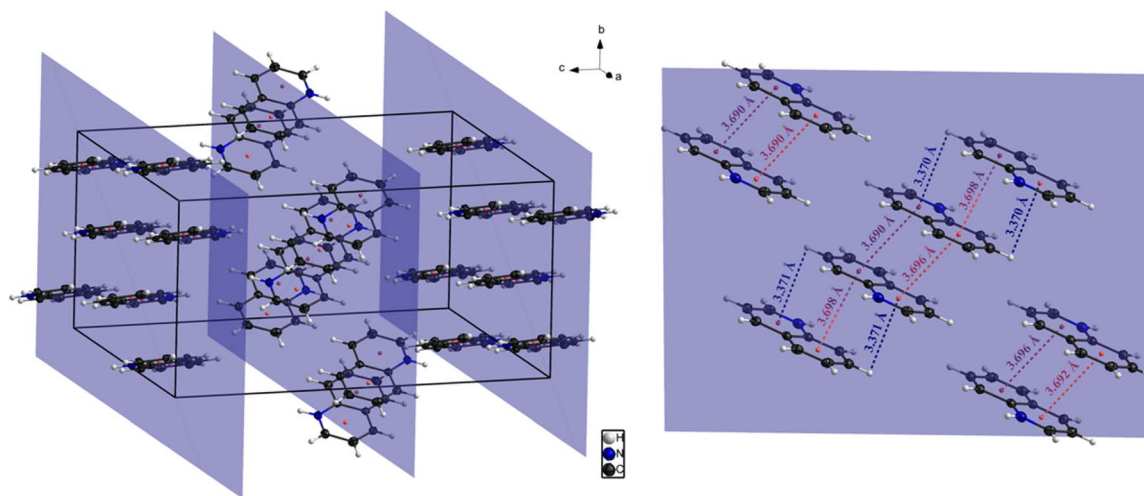 b
c
a
H
N
C
3.690 Å
3.690 Å
3.370 Å
3.698 Å
3.370 Å
3.690 Å
3.696 Å
3.371 Å
3.698 Å
3.371 Å
3.696 Å
3.692 Å